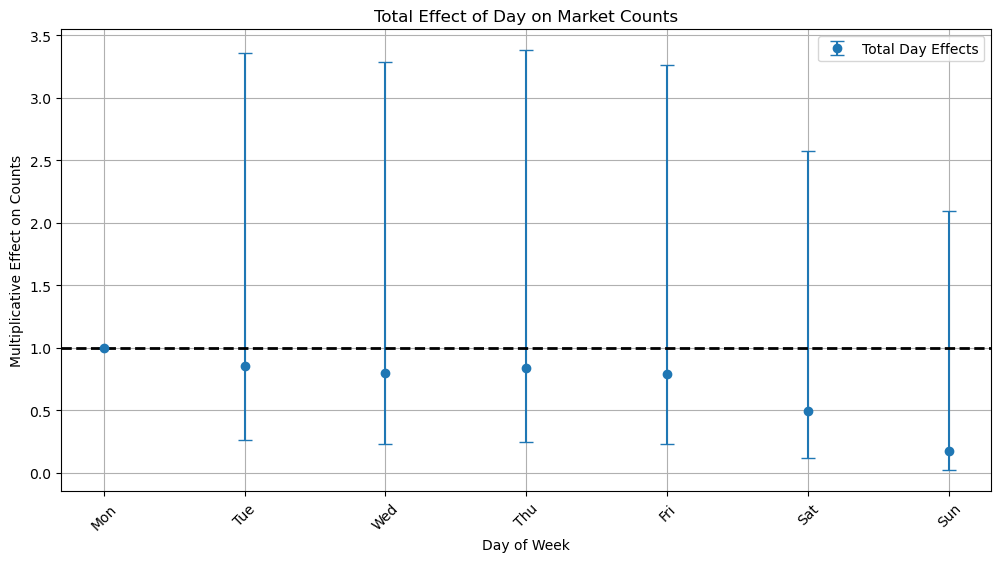 Total Effect of Day on Market Counts
Total Day Effects
Multiplicative Effect on Counts
3.5
3.0
2.5
2.0
1.5
1.0
0.5
0.0
Mon
Tue
Wed
Thu
Fri
Sat
Sun
Day of Week